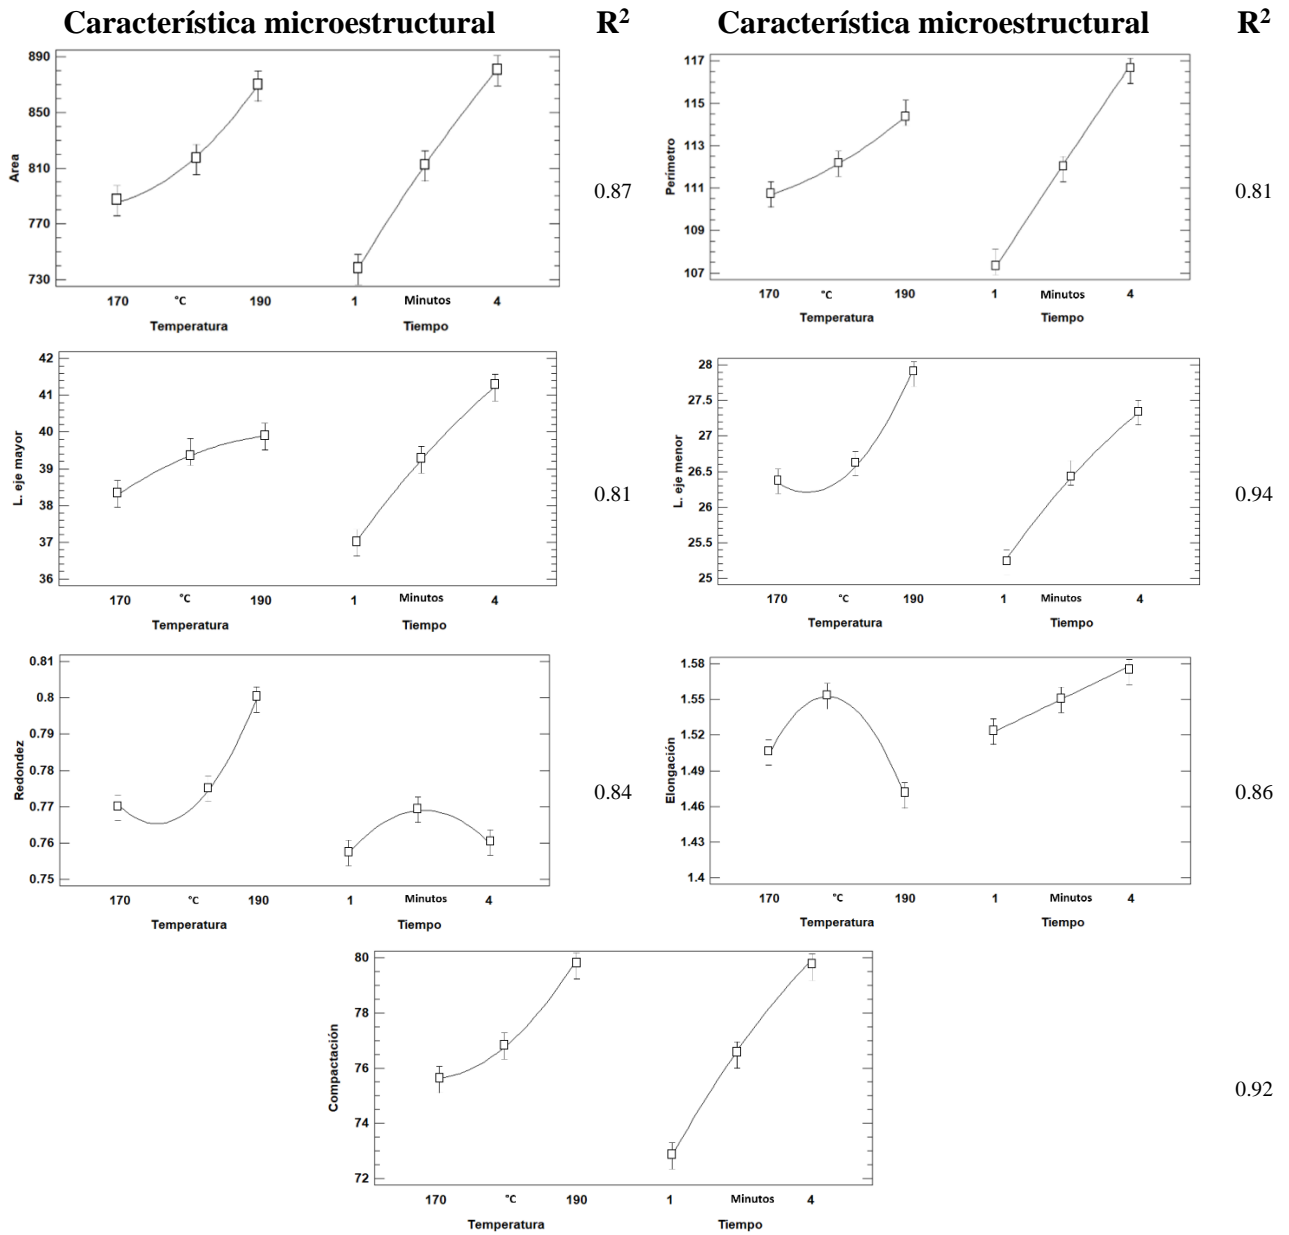 Característica microestructural R²
Característica microestructural R²
890
850
810
770
730
Area
170 °C 190 1 Minutos 4
Temperatura Tiempo
0.87
117
115
113
111
109
107
Perímetro
170 °C 190 1 Minutos 4
Temperatura Tiempo
0.81
42
41
40
39
38
37
36
L. eje mayor
170 °C 190 1 Minutos 4
Temperatura Tiempo
0.81
28
27.5
27
26.5
26
25.5
25
L. eje menor
170 °C 190 1 Minutos 4
Temperatura Tiempo
0.94
0.81
0.8
0.79
0.78
0.77
0.76
0.75
Redondez
170 °C 190 1 Minutos 4
Temperatura Tiempo
0.84
1.58
1.55
1.52
1.49
1.46
1.43
1.4
Elongación
170 °C 190 1 Minutos 4
Temperatura Tiempo
0.86
80
78
76
74
72
Compactación
170 °C 190 1 Minutos 4
Temperatura Tiempo
0.92